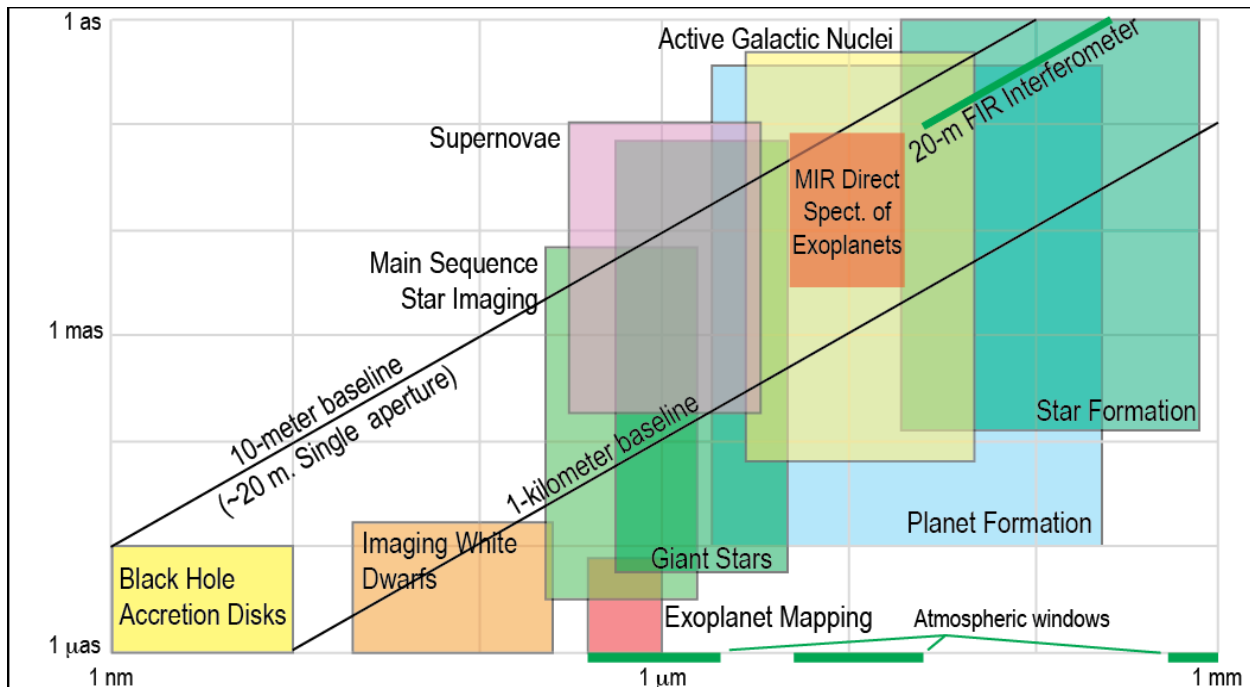 1 as
Active Galactic Nuclei
20-m FIR Interferometer
Supernovae
MIR Direct
Spect. of
Exoplanets
Main Sequence
Star Imaging
1 mas
10-meter baseline
(~20 m. Single aperture)
1-kilometer baseline
Star Formation
Planet Formation
Imaging White
Dwarfs
Giant Stars
Black Hole
Accretion Disks
Exoplanet Mapping
Atmospheric windows
1 μas
1 nm
1 μm
1 mm